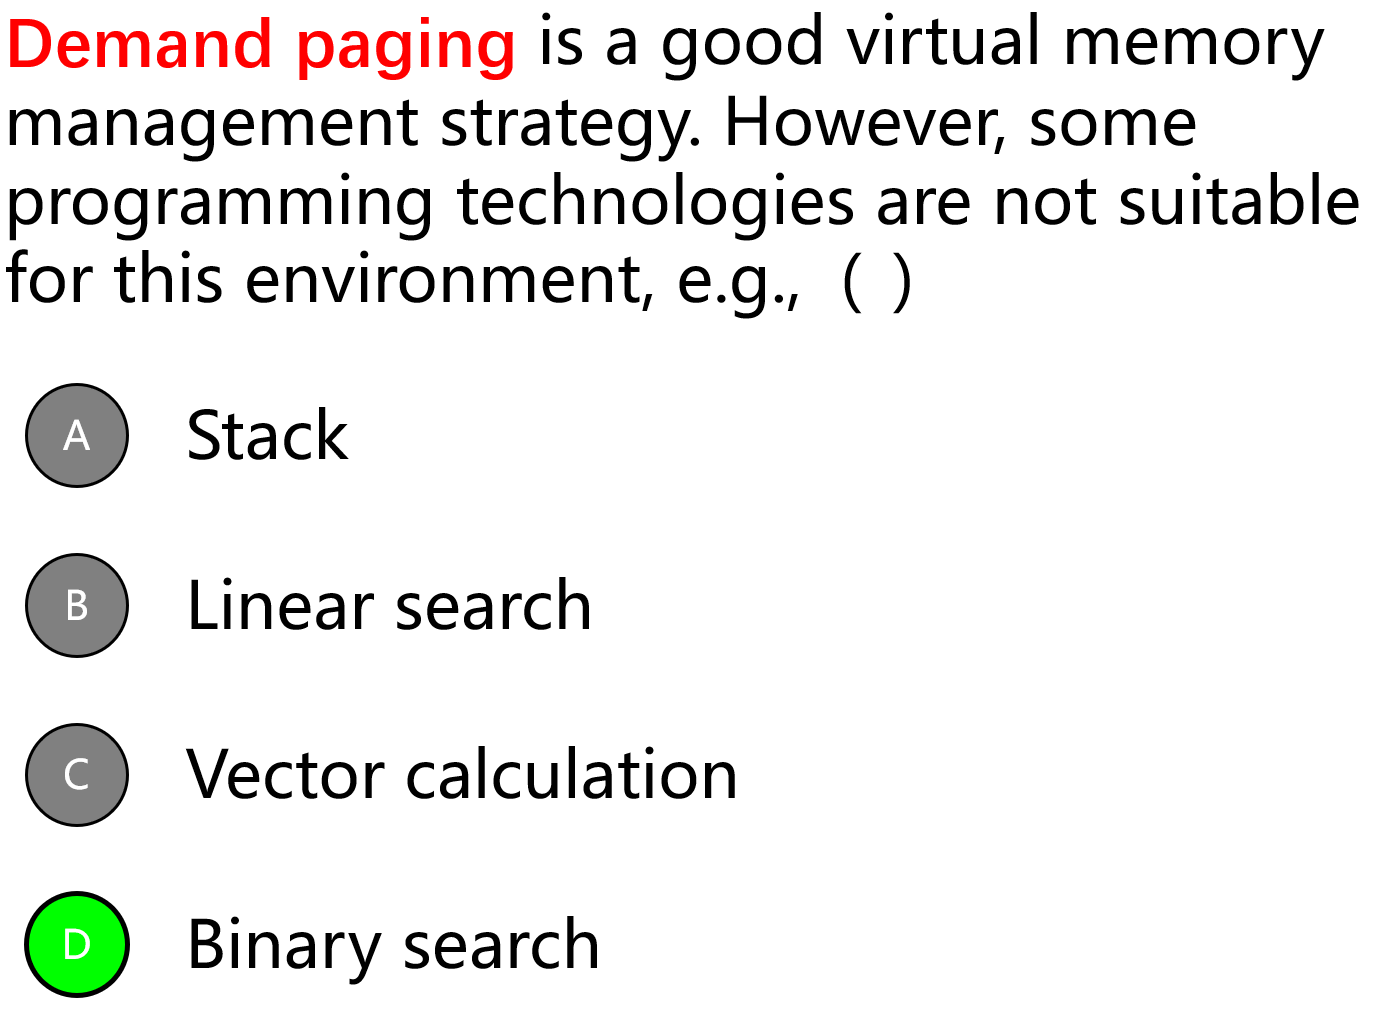 Demand paging is a good virtual memory
management strategy. However, some
programming technologies are not suitable
for this environment, e.g.,  ( )
A Stack
B Linear search
C Vector calculation
D Binary search